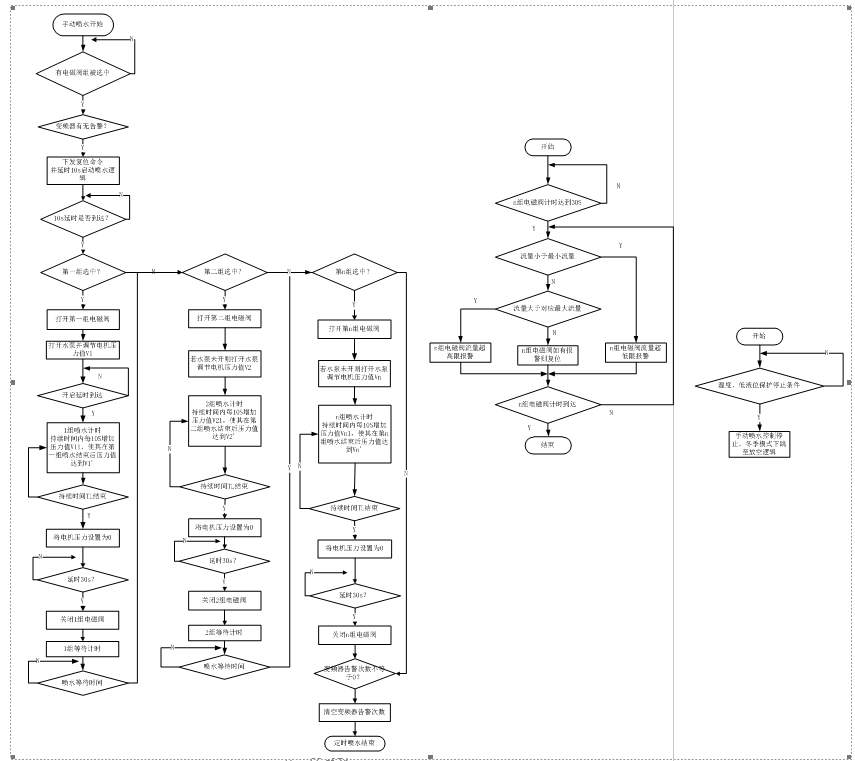 手动喷水开始
N
有电磁阀组被选中
Y
变频器有无告警?
Y
下发复位命令
并延时10s启动喷水逻
辑
N
10s延时是否到达?
Y
第一组选中?
N
Y
打开第一组电磁阀
打开水泵并调节电机压
力值V1
N
开启延时到达
Y
1组喷水计时
持续时间内每10S增加
压力值V11, 使其在第
一组喷水结束后压力值
达到V1'
N
持续时间TL结束
Y
将电机压力设置为0
N
延时30s?
Y
关闭1组电磁阀
1组等待计时
N
喷水等待时间
第二组选中?
N
Y
打开第二组电磁阀
若水泵未开则打开水泵
调节电机压力值V2
2组喷水计时
持续时间内每10S增加
压力值V21, 使其在第
二组喷水结束后压力值
达到V2'
N
持续时间TL结束
Y
将电机压力设置为0
N
延时30s?
Y
关闭2组电磁阀
2组等待计时
N
喷水等待时间
Y
第n组选中?
Y
打开第n组电磁阀
若水泵未开则打开水泵
调节电机压力值Vn
n组喷水计时
持续时间内每10S增加
压力值Vn1, 使其在第n
组喷水结束后压力值达
到Vn'
N
N
持续时间TL结束
Y
将电机压力设置为0
N
延时30s?
Y
关闭n组电磁阀
变频器告警次数不等
于0?
清空变频器告警次数
定时喷水结束
开始
N
n组电磁阀计时达到30S
Y
流量小于最小流量
Y
N
流量大于对应最大流量
Y
N
n组电磁阀流量超
高限报警
n组电磁阀如有报
警则复位
n组电磁阀流量超
低限报警
n组电磁阀计时到达
N
Y
结束
开始
N
温度、低液位保护停止条件
Y
手动喷水控制停
止, 冬季模式下跳
至放空逻辑